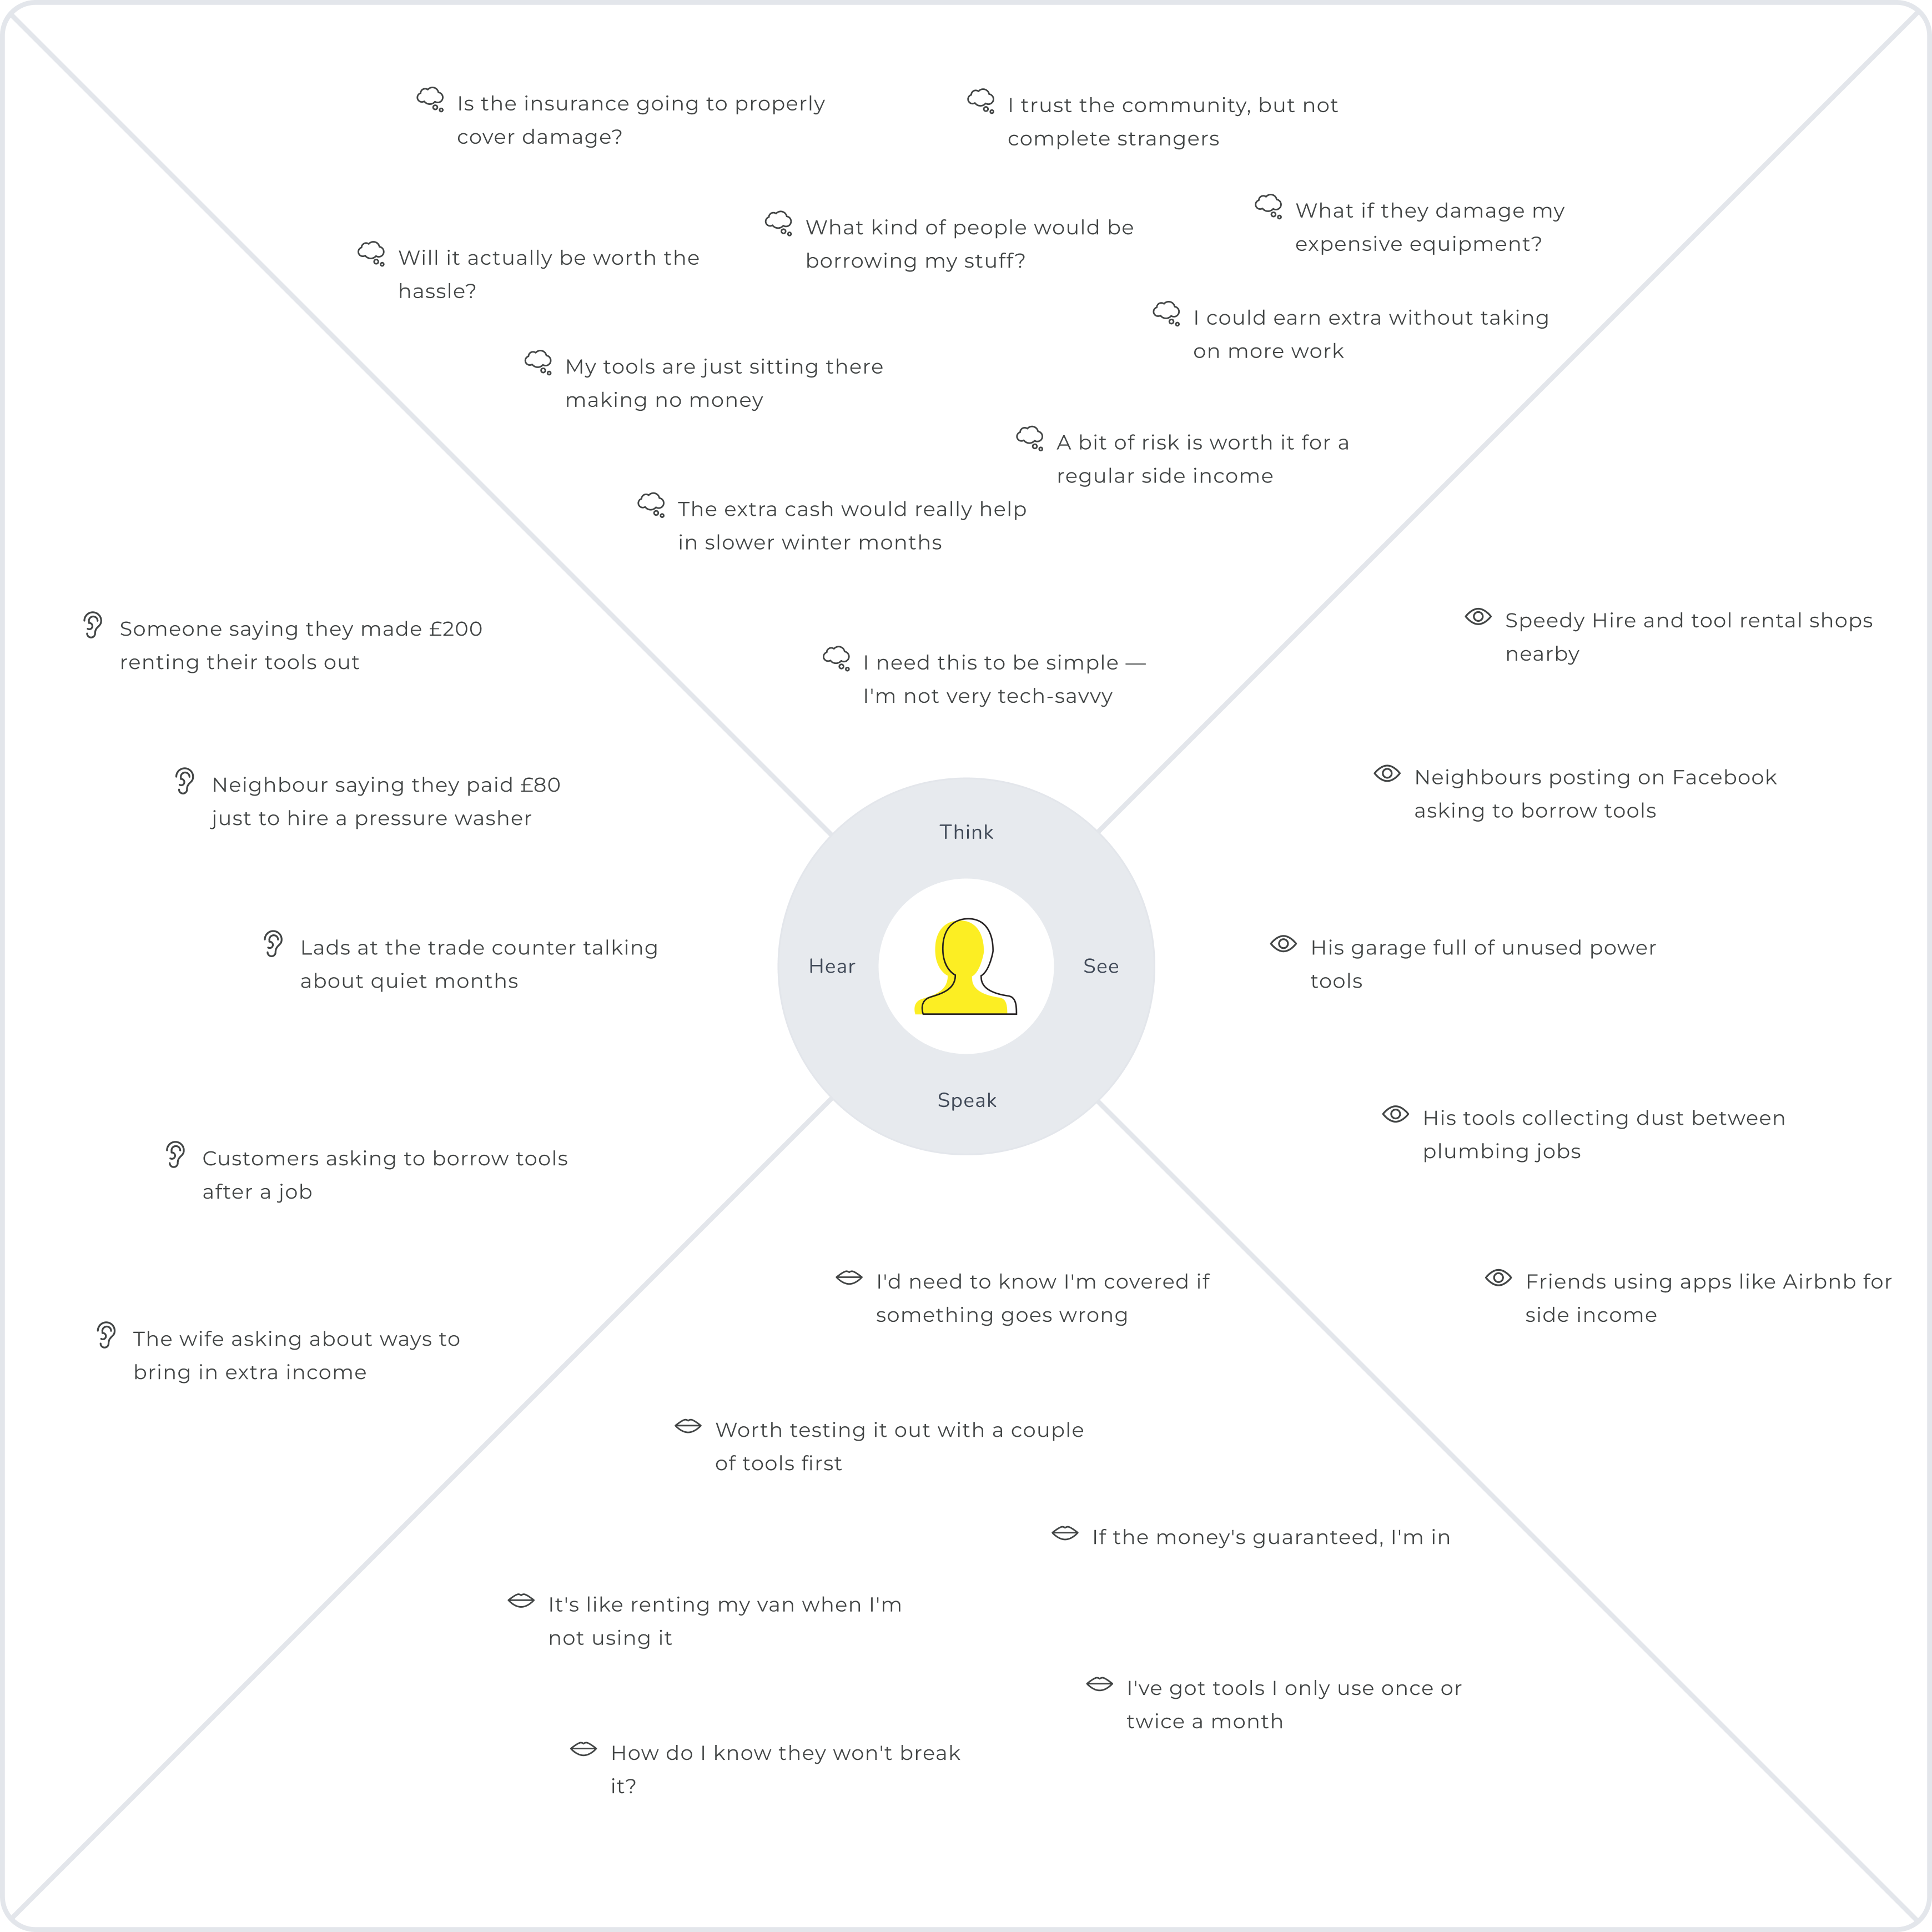 Is the insurance going to properly
cover damage?
I trust the community, but not
complete strangers
What if they damage my
expensive equipment?
What kind of people would be
borrowing my stuff?
Will it actually be worth the
hassle?
I could earn extra without taking
on more work
My tools are just sitting there
making no money
A bit of risk is worth it for a
regular side income
The extra cash would really help
in slower winter months
I need this to be simple —
I'm not very tech-savvy
Someone saying they made £200
renting their tools out
Neighbour saying they paid £80
just to hire a pressure washer
Lads at the trade counter talking
about quiet months
Customers asking to borrow tools
after a job
The wife asking about ways to
bring in extra income
Think
Hear
See
Speak
Speedy Hire and tool rental shops
nearby
Neighbours posting on Facebook
asking to borrow tools
His garage full of unused power
tools
His tools collecting dust between
plumbing jobs
Friends using apps like Airbnb for
side income
I'd need to know I'm covered if
something goes wrong
Worth testing it out with a couple
of tools first
If the money's guaranteed, I'm in
It's like renting my van when I'm
not using it
I've got tools I only use once or
twice a month
How do I know they won't break
it?